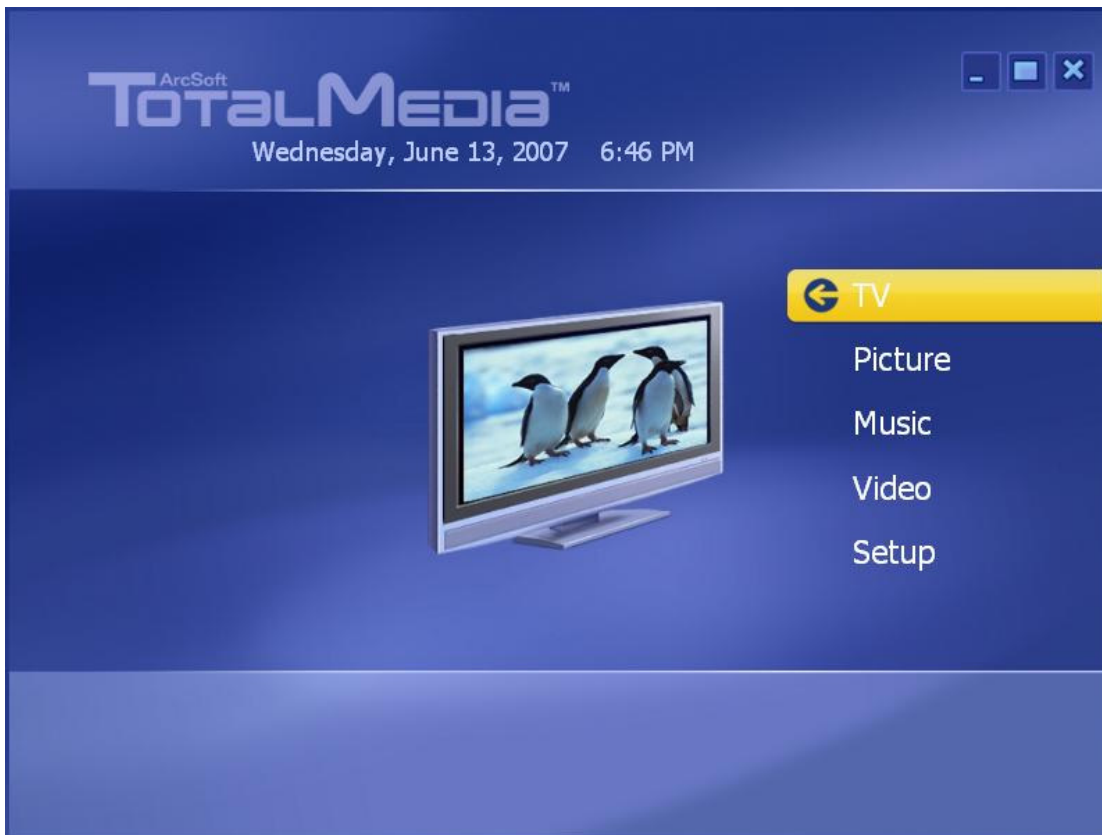 ArcSoft
TOTALMEDIA™
Wednesday, June 13, 2007 6:46 PM
TV
Picture
Music
Video
Setup